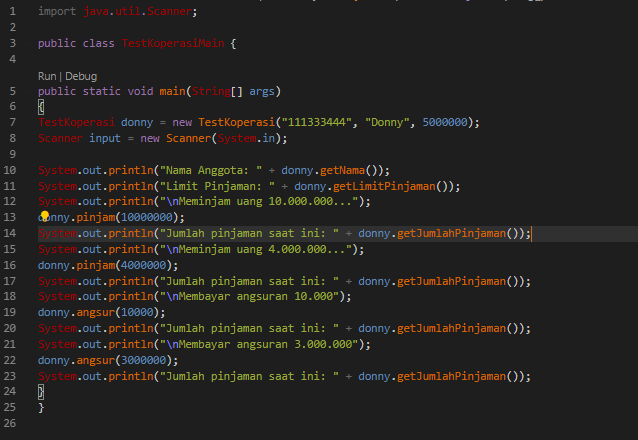 1 import java.util.Scanner;
2
3 public class TestKoperasiMain {
4
Run | Debug
5 public static void main(String[] args)
6 {
7 TestKoperasi donny = new TestKoperasi("111333444", "Donny", 5000000);
8 Scanner input = new Scanner(System.in);
9
10 System.out.println("Nama Anggota: " + donny.getNama());
11 System.out.println("Limit Pinjaman: " + donny.getLimitPinjaman());
12 System.out.println("\nMeminjam uang 10.000.000...");
13 donny.pinjam(10000000);
14 System.out.println("Jumlah pinjaman saat ini: " + donny.getJumlahPinjaman());
15 System.out.println("\nMeminjam uang 4.000.000...");
16 donny.pinjam(4000000);
17 System.out.println("Jumlah pinjaman saat ini: " + donny.getJumlahPinjaman());
18 System.out.println("\nMembayar angsuran 10.000");
19 donny.angsur(10000);
20 System.out.println("Jumlah pinjaman saat ini: " + donny.getJumlahPinjaman());
21 System.out.println("\nMembayar angsuran 3.000.000");
22 donny.angsur(3000000);
23 System.out.println("Jumlah pinjaman saat ini: " + donny.getJumlahPinjaman());
24 }
25 }
26